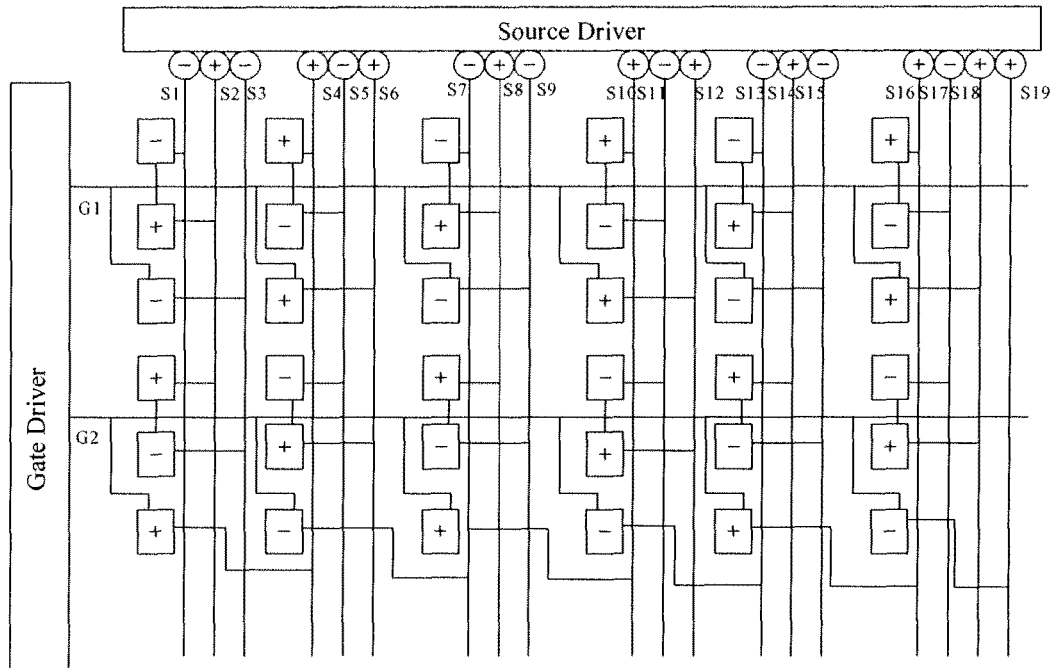 Source Driver
− + − + − + − + − + − + − + − + − + +
S1 S2 S3 S4 S5 S6 S7 S8 S9 S10 S11 S12 S13 S14 S15 S16 S17 S18 S19
− + − + − +
G1
+ − + − + −
− + − + − +
+ − + − + −
G2
− + − + − +
+ − + − + −
Gate Driver